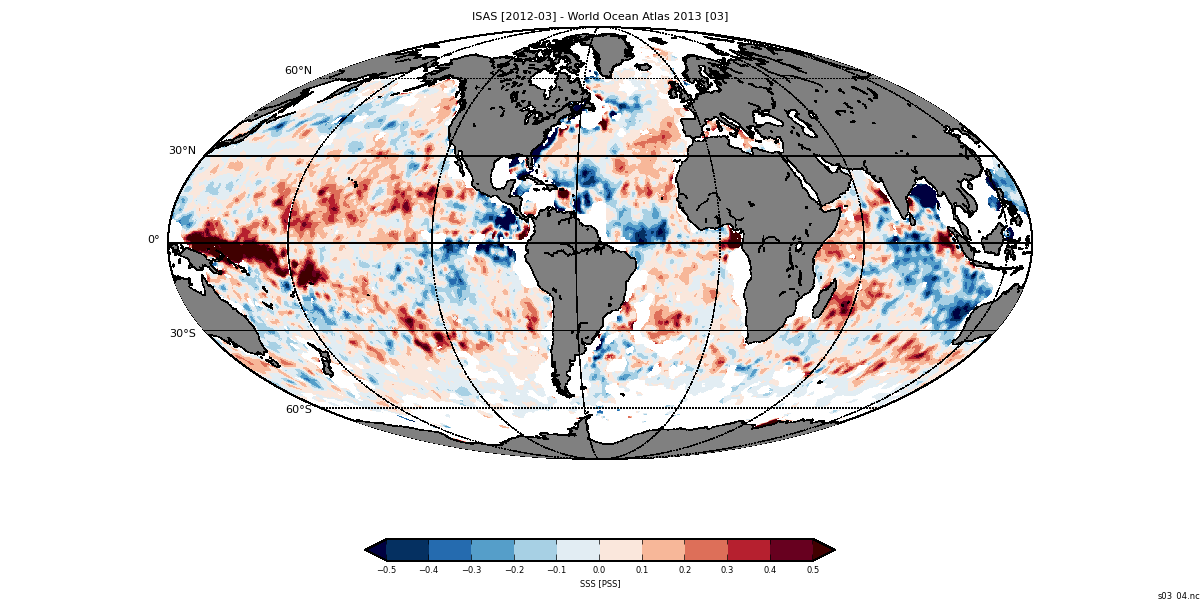 ISAS [2012-03] - World Ocean Atlas 2013 [03]
60°N
30°N
0°
30°S
60°S
−0.5 −0.4 −0.3 −0.2 −0.1 0.0 0.1 0.2 0.3 0.4 0.5
SSS [PSS]
s03_04.nc